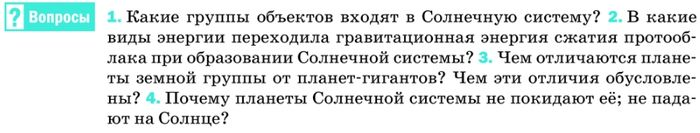 ? Вопросы 1. Какие группы объектов входят в Солнечную систему? 2. В какие
виды энергии переходила гравитационная энергия сжатия протооб-
лака при образовании Солнечной системы? 3. Чем отличаются плане-
ты земной группы от планет-гигантов? Чем эти отличия обусловле-
ны? 4. Почему планеты Солнечной системы не покидают её; не пада-
ют на Солнце?